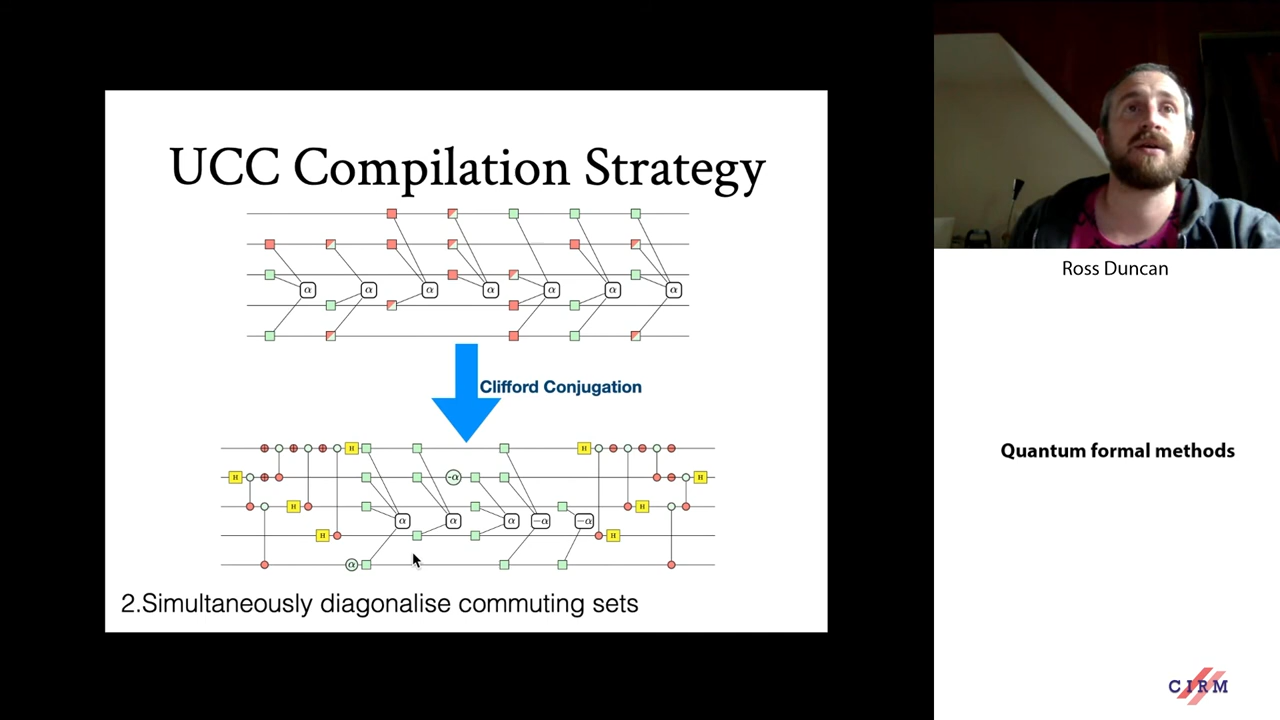 UCC Compilation Strategy
α α α α α α α
Clifford Conjugation
H H
H -α H
H H
α α α −α −α
H H
α
2.Simultaneously diagonalise commuting sets
Ross Duncan
Quantum formal methods
CIRM